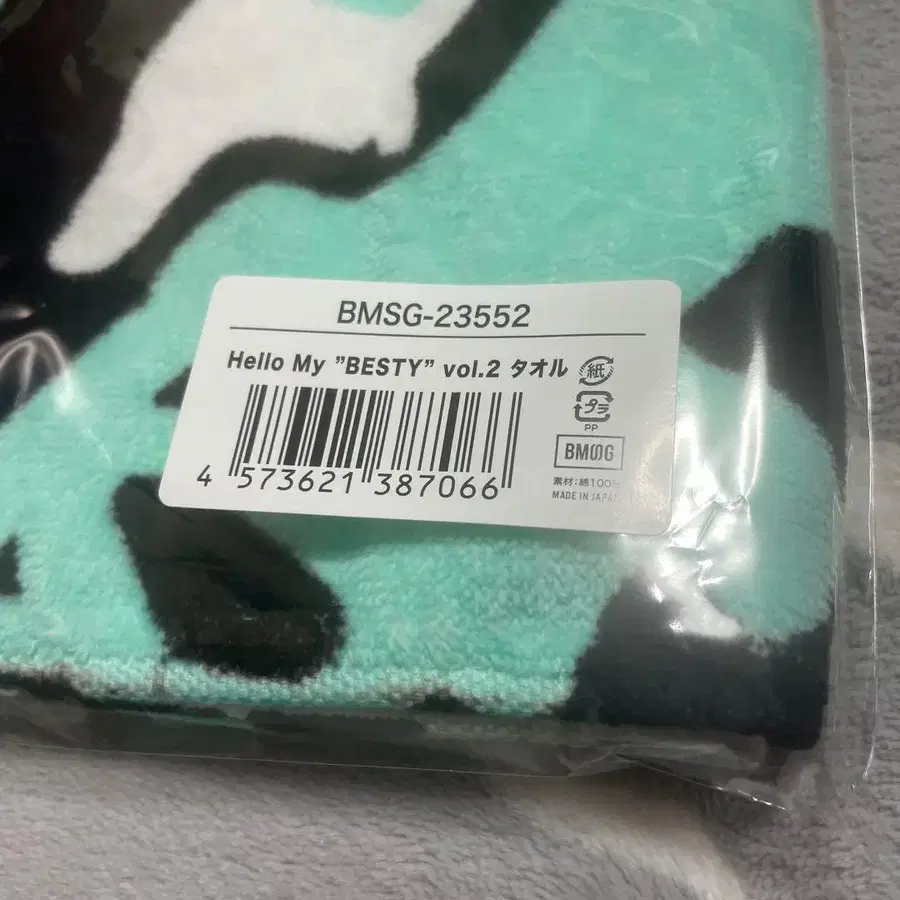 BMSG-23552
Hello My ”BESTY” vol.2 タオル
紙
プラ
PP
BMSG
4 573621 387066
素材:綿100%
MADE IN JAPAN